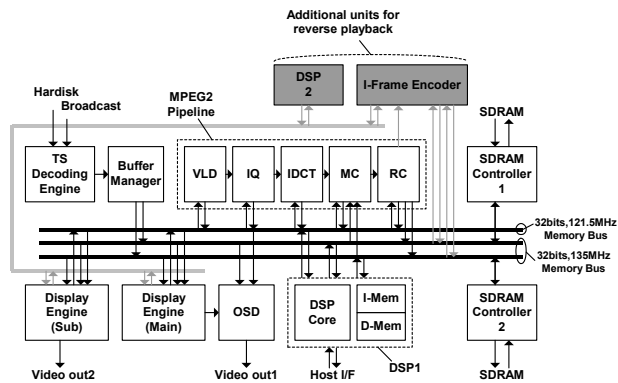 Additional units for
reverse playback
DSP
2
I-Frame Encoder
Hardisk
Broadcast
MPEG2
Pipeline
SDRAM
TS
Decoding
Engine
Buffer
Manager
VLD
IQ
IDCT
MC
RC
SDRAM
Controller
1
32bits,121.5MHz
Memory Bus
32bits,135MHz
Memory Bus
Display
Engine
(Sub)
Display
Engine
(Main)
OSD
DSP
Core
I-Mem
D-Mem
SDRAM
Controller
2
DSP1
Video out2
Video out1
Host I/F
SDRAM